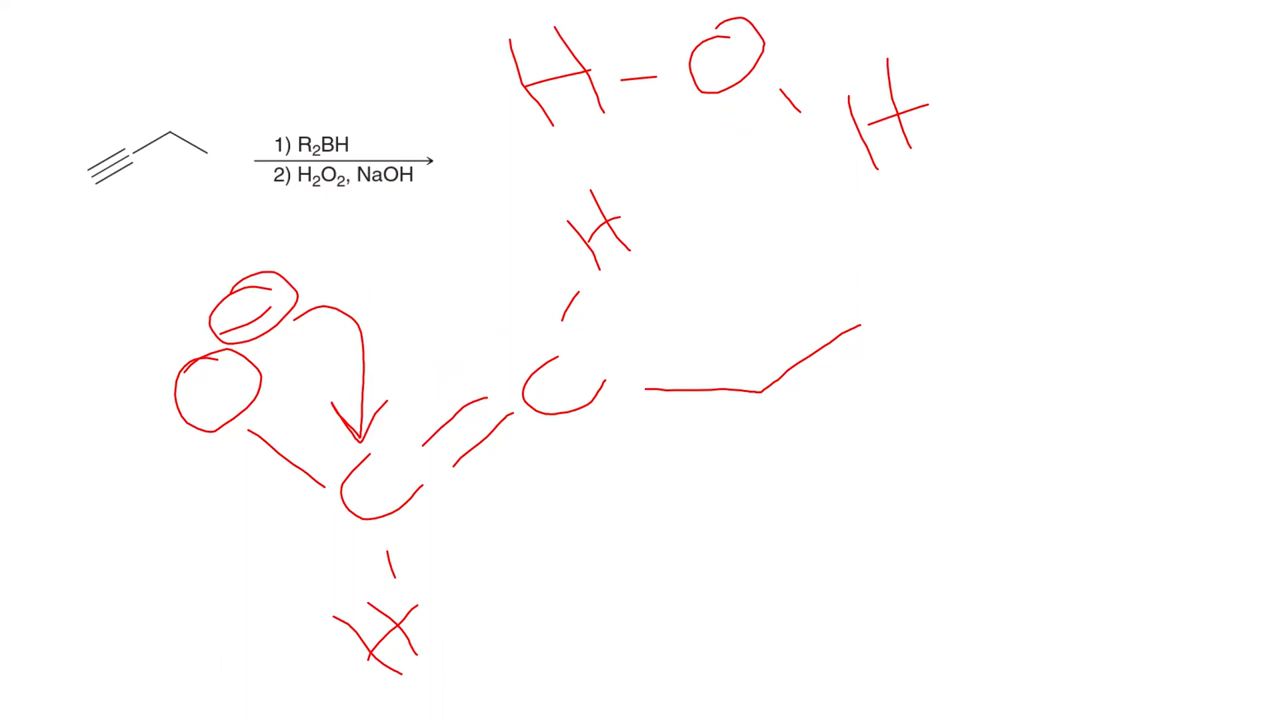 H - O - H
1) R₂BH
2) H₂O₂, NaOH
H
⊖
O C = C
H